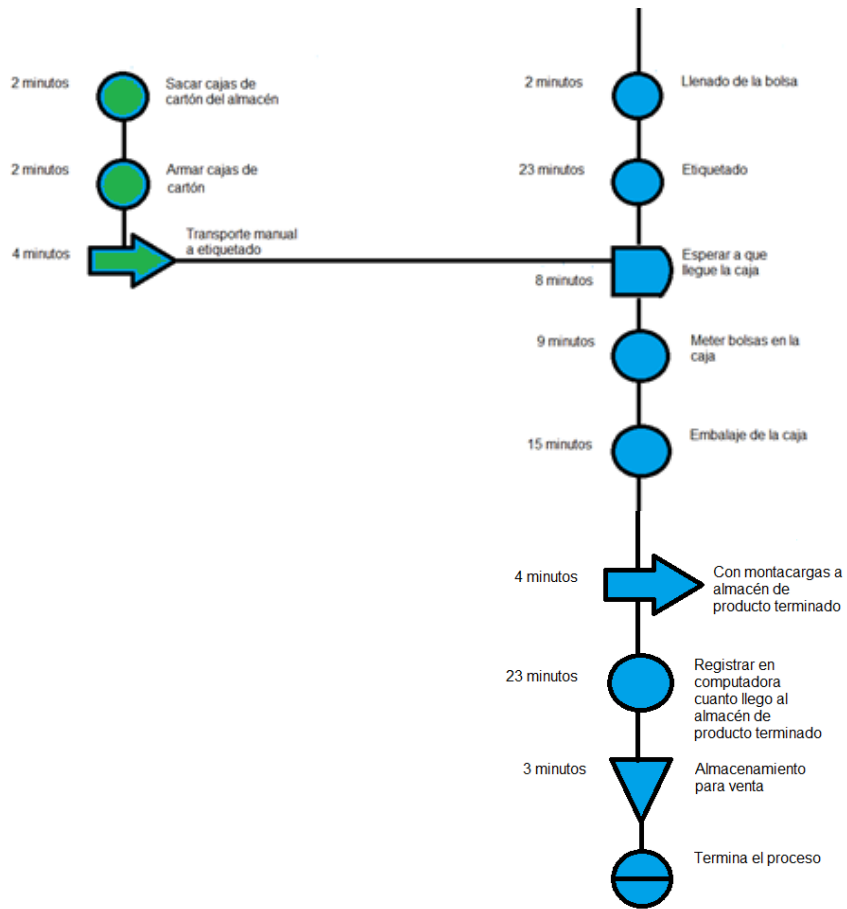 2 minutos
Sacar cajas de
cartón del almacén
2 minutos
Armar cajas de
cartón
4 minutos
Transporte manual
a etiquetado
2 minutos
Llenado de la bolsa
23 minutos
Etiquetado
8 minutos
Esperar a que
llegue la caja
9 minutos
Meter bolsas en la
caja
15 minutos
Embalaje de la caja
4 minutos
Con montacargas a
almacén de
producto terminado
23 minutos
Registrar en
computadora
cuanto llego al
almacén de
producto terminado
3 minutos
Almacenamiento
para venta
Termina el proceso